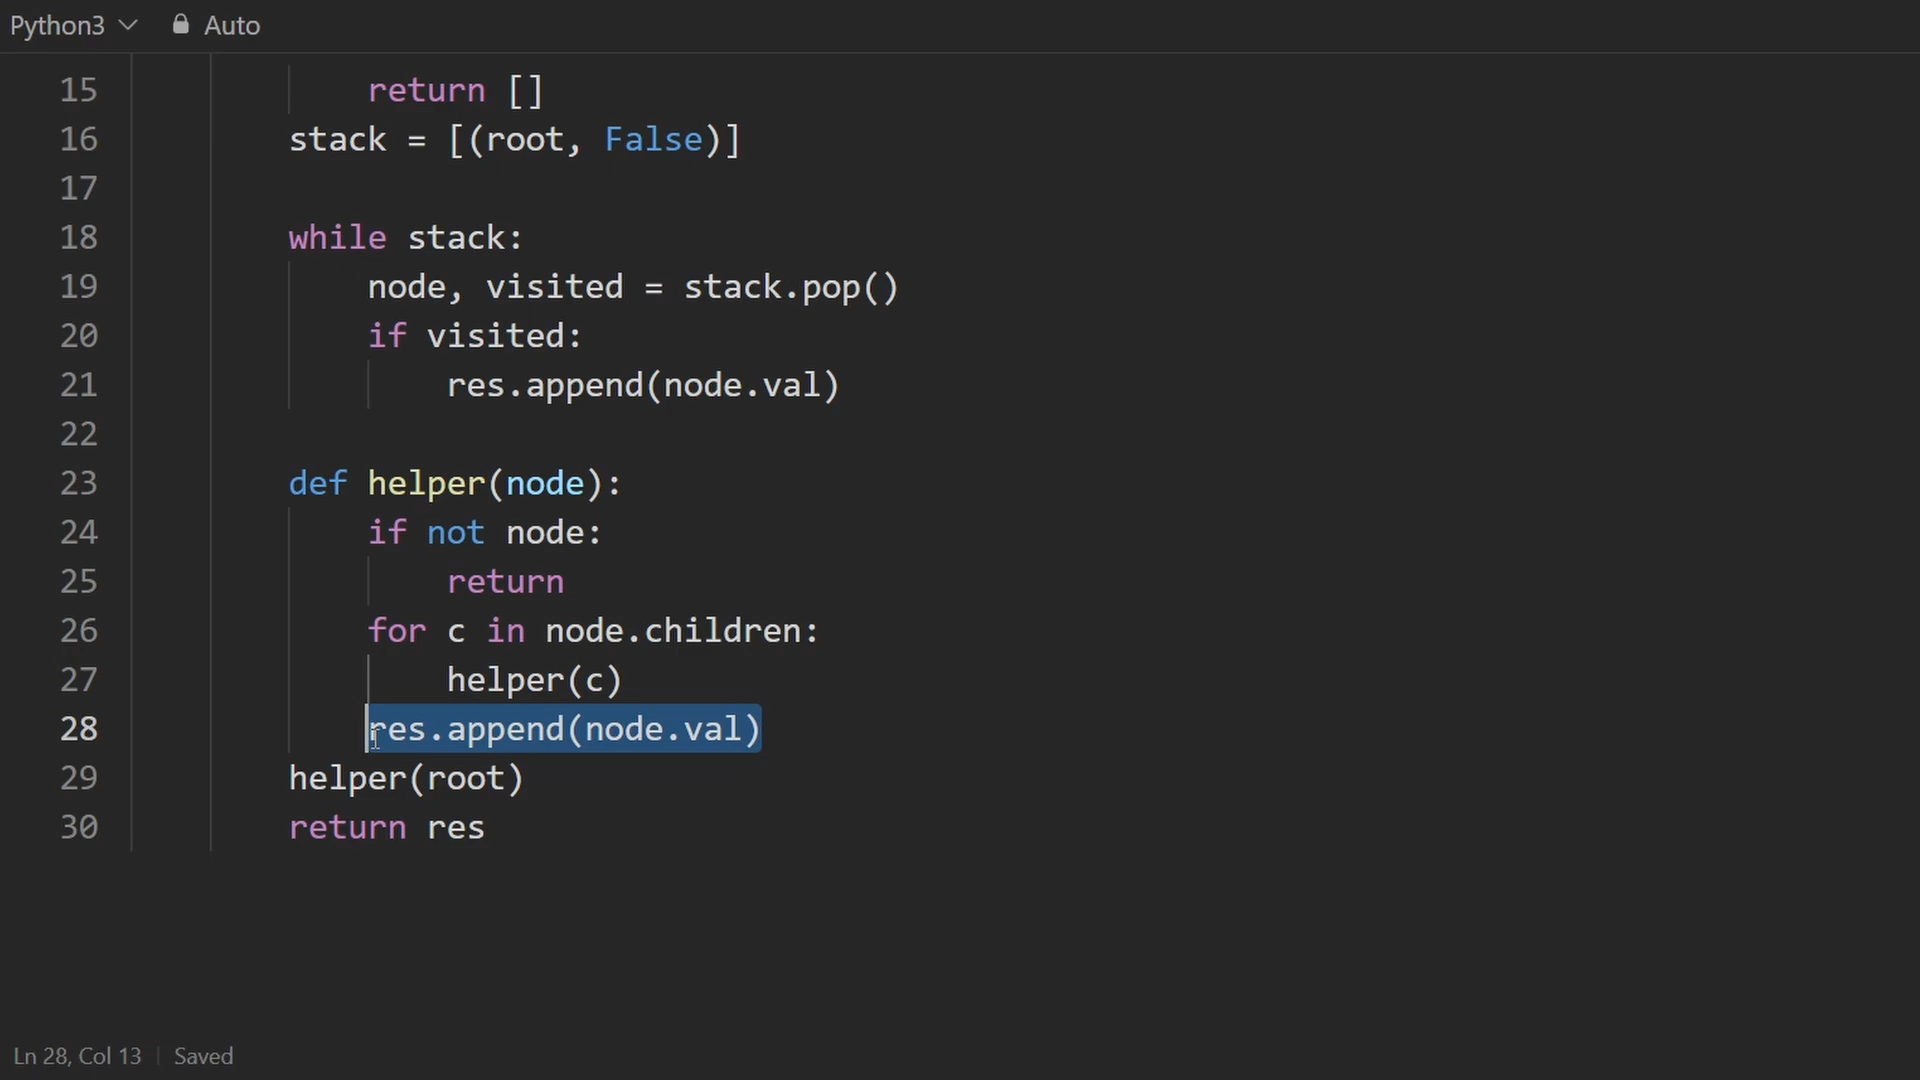 Python3 Auto
15 return []
16 stack = [(root, False)]
17
18 while stack:
19 node, visited = stack.pop()
20 if visited:
21 res.append(node.val)
22
23 def helper(node):
24 if not node:
25 return
26 for c in node.children:
27 helper(c)
28 res.append(node.val)
29 helper(root)
30 return res
Ln 28, Col 13 Saved